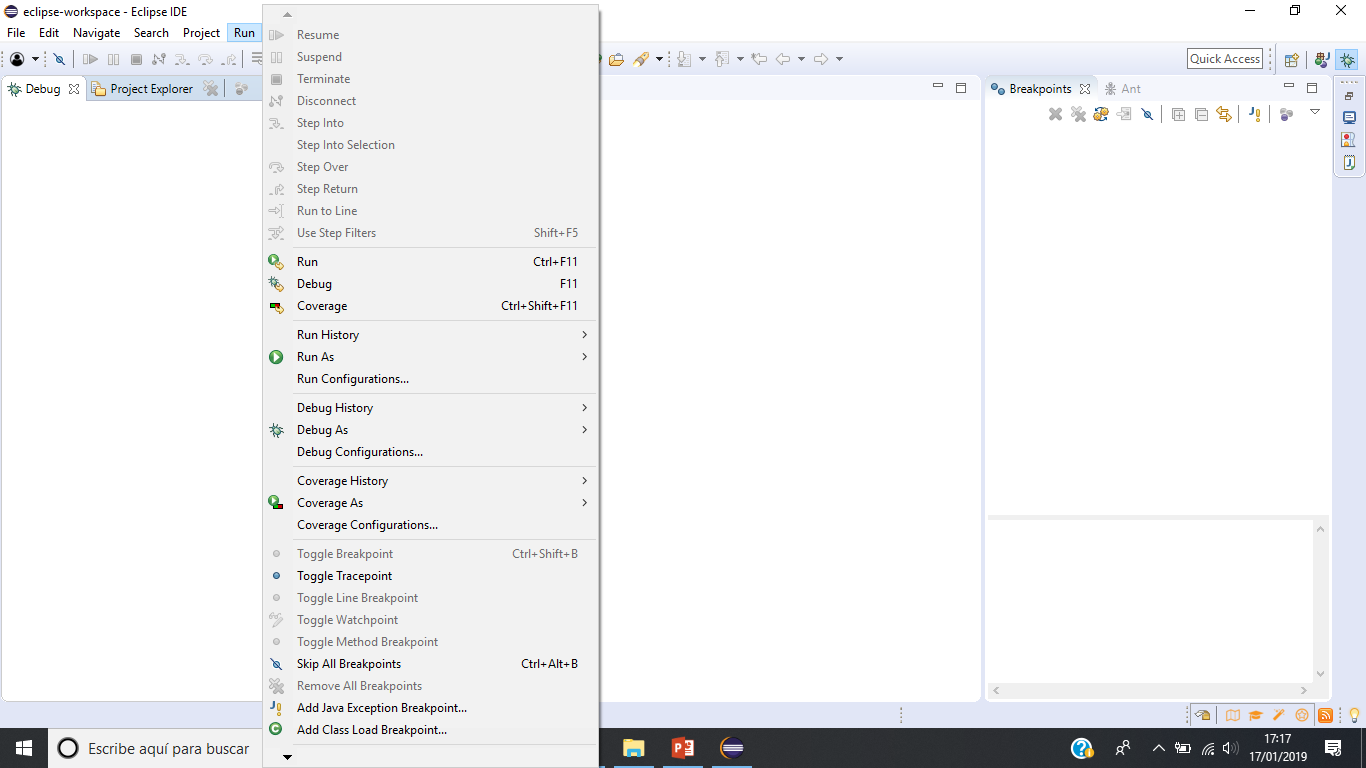 eclipse-workspace - Eclipse IDE
File Edit Navigate Search Project Run
Quick Access
Debug Project Explorer
Breakpoints Ant
Resume
Suspend
Terminate
Disconnect
Step Into
Step Into Selection
Step Over
Step Return
Run to Line
Use Step Filters Shift+F5
Run Ctrl+F11
Debug F11
Coverage Ctrl+Shift+F11
Run History
Run As
Run Configurations...
Debug History
Debug As
Debug Configurations...
Coverage History
Coverage As
Coverage Configurations...
Toggle Breakpoint Ctrl+Shift+B
Toggle Tracepoint
Toggle Line Breakpoint
Toggle Watchpoint
Toggle Method Breakpoint
Skip All Breakpoints Ctrl+Alt+B
Remove All Breakpoints
Add Java Exception Breakpoint...
Add Class Load Breakpoint...
Escribe aquí para buscar
17:17
17/01/2019